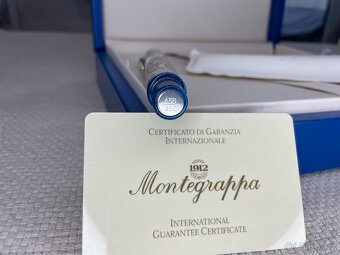 CERTIFICATO DI GARANZIA
INTERNAZIONALE
1912
Montegrappa
INTERNATIONAL
GUARANTEE CERTIFICATE